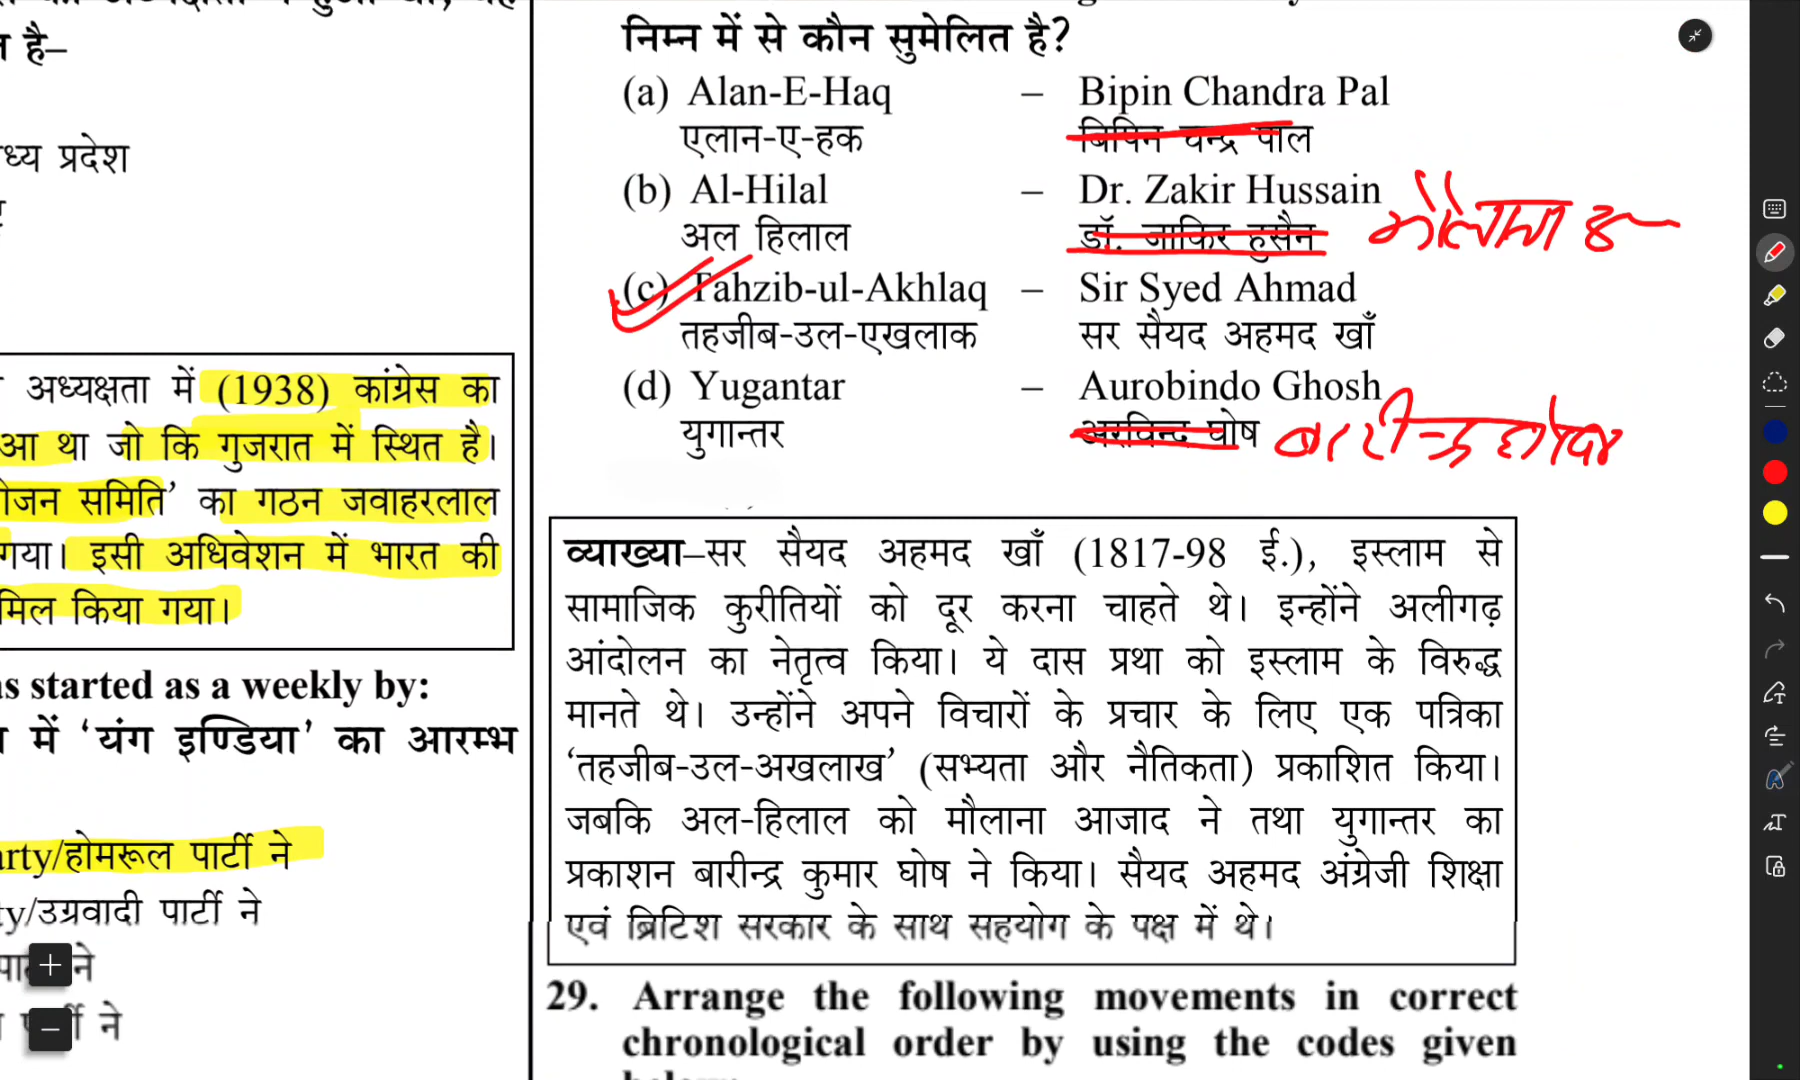 त है–
ध्य प्रदेश
अध्यक्षता में (1938) कांग्रेस का
आ था जो कि गुजरात में स्थित है।
ोजन समिति’ का गठन जवाहरलाल
गया। इसी अधिवेशन में भारत की
मिल किया गया।
as started as a weekly by:
में ‘यंग इण्डिया’ का आरम्भ
arty/होमरूल पार्टी ने
ty/उग्रवादी पार्टी ने
ने
ने
निम्न में से कौन सुमेलित है?
(a) Alan-E-Haq – Bipin Chandra Pal
एलान-ए-हक बिपिन चन्द्र पाल
(b) Al-Hilal – Dr. Zakir Hussain
अल हिलाल डॉ. जाकिर हुसैन
(c) Tahzib-ul-Akhlaq – Sir Syed Ahmad
तहजीब-उल-एखलाक सर सैयद अहमद खाँ
(d) Yugantar – Aurobindo Ghosh
युगान्तर अरविन्द घोष
व्याख्या–सर सैयद अहमद खाँ (1817-98 ई.), इस्लाम से
सामाजिक कुरीतियों को दूर करना चाहते थे। इन्होंने अलीगढ़
आंदोलन का नेतृत्व किया। ये दास प्रथा को इस्लाम के विरुद्ध
मानते थे। उन्होंने अपने विचारों के प्रचार के लिए एक पत्रिका
‘तहजीब-उल-अखलाख’ (सभ्यता और नैतिकता) प्रकाशित किया।
जबकि अल-हिलाल को मौलाना आजाद ने तथा युगान्तर का
प्रकाशन बारीन्द्र कुमार घोष ने किया। सैयद अहमद अंग्रेजी शिक्षा
एवं ब्रिटिश सरकार के साथ सहयोग के पक्ष में थे।
29. Arrange the following movements in correct
chronological order by using the codes given